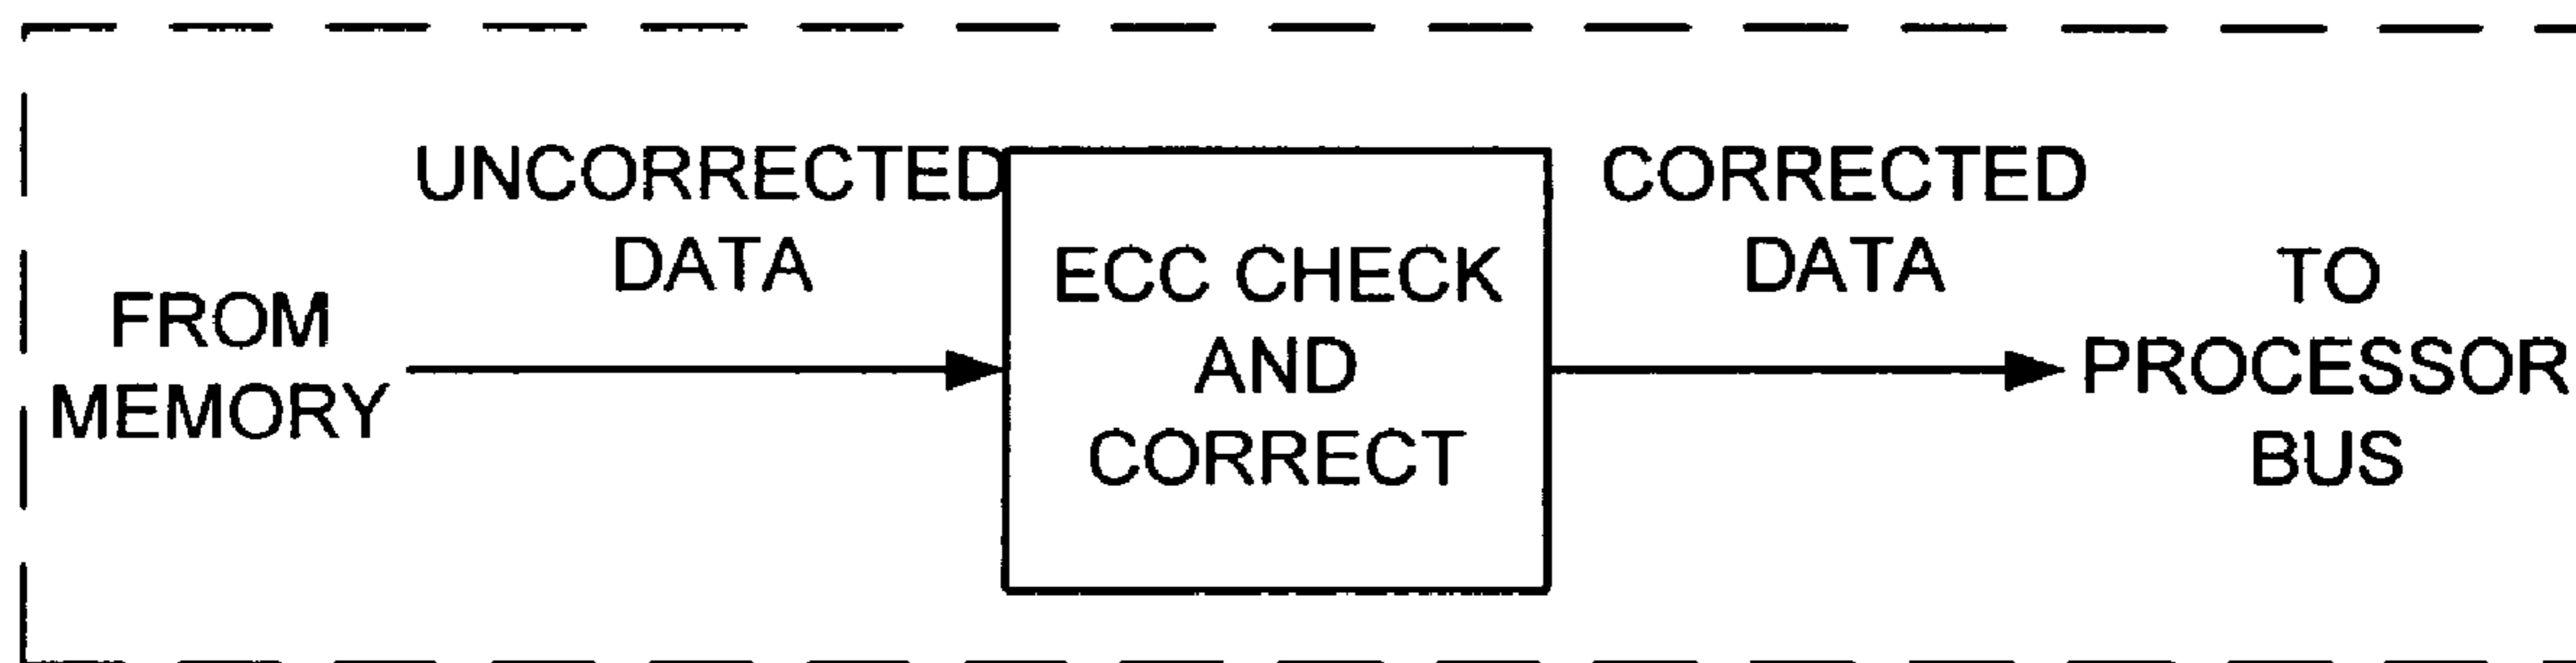 FROM
MEMORY
UNCORRECTED
DATA
ECC CHECK
AND
CORRECT
CORRECTED
DATA
TO
PROCESSOR
BUS